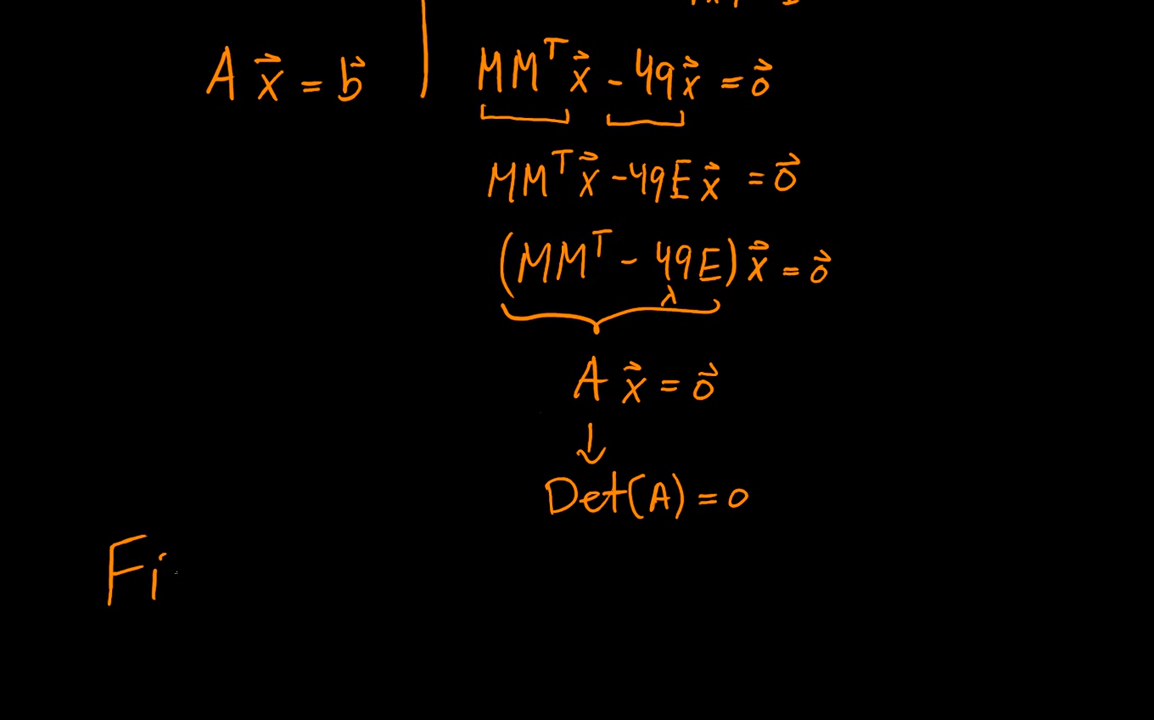 A x⃗ = b⃗
MMᵀx⃗ - 49x⃗ = 0⃗
MMᵀx⃗ - 49Ex⃗ = 0⃗
(MMᵀ - 49E)x⃗ = 0⃗
λ
A x⃗ = 0⃗
↓
Det(A) = 0
Fi